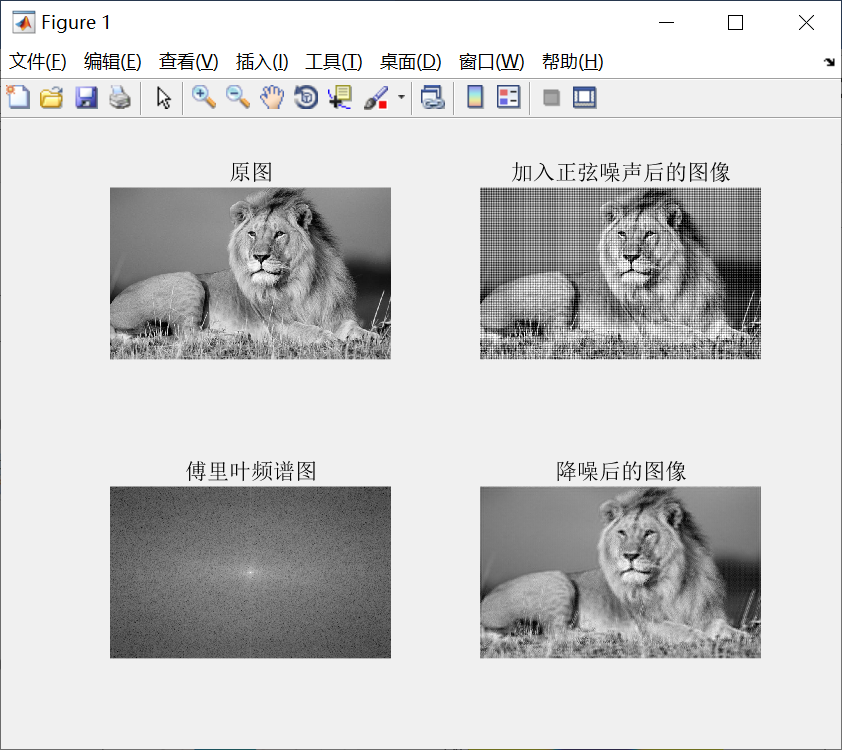 Figure 1
文件(F) 编辑(E) 查看(V) 插入(I) 工具(T) 桌面(D) 窗口(W) 帮助(H)
原图
加入正弦噪声后的图像
傅里叶频谱图
降噪后的图像